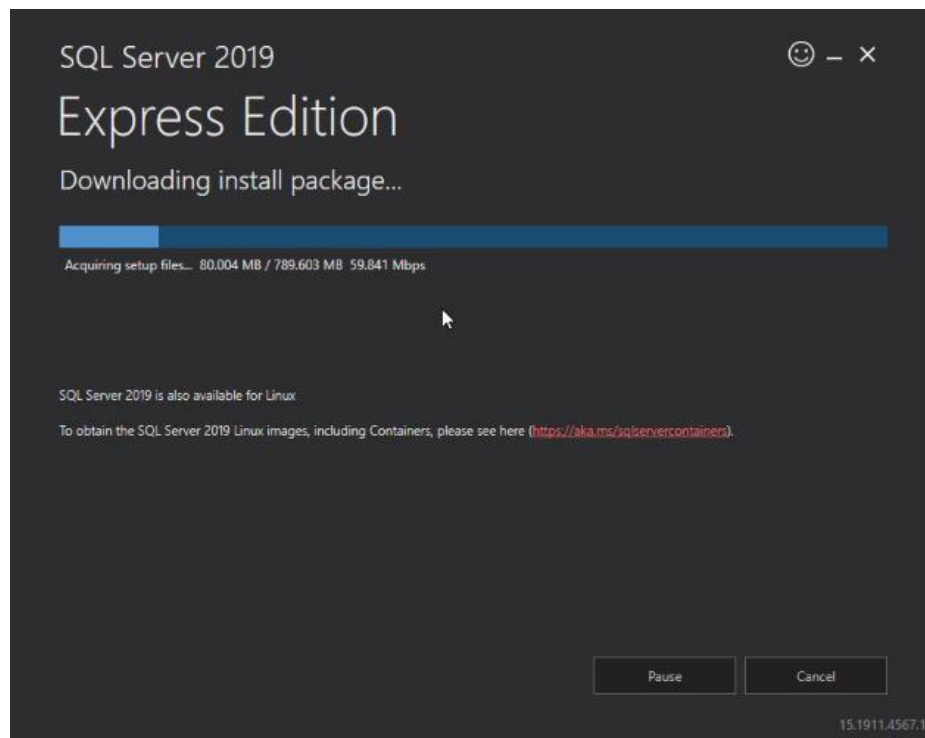 SQL Server 2019
Express Edition
Downloading install package...
Acquiring setup files... 80.004 MB / 789.603 MB 59.841 Mbps
SQL Server 2019 is also available for Linux
To obtain the SQL Server 2019 Linux images, including Containers, please see here (https://aka.ms/sqlservercontainers).
Pause Cancel
15.1911.4567.1